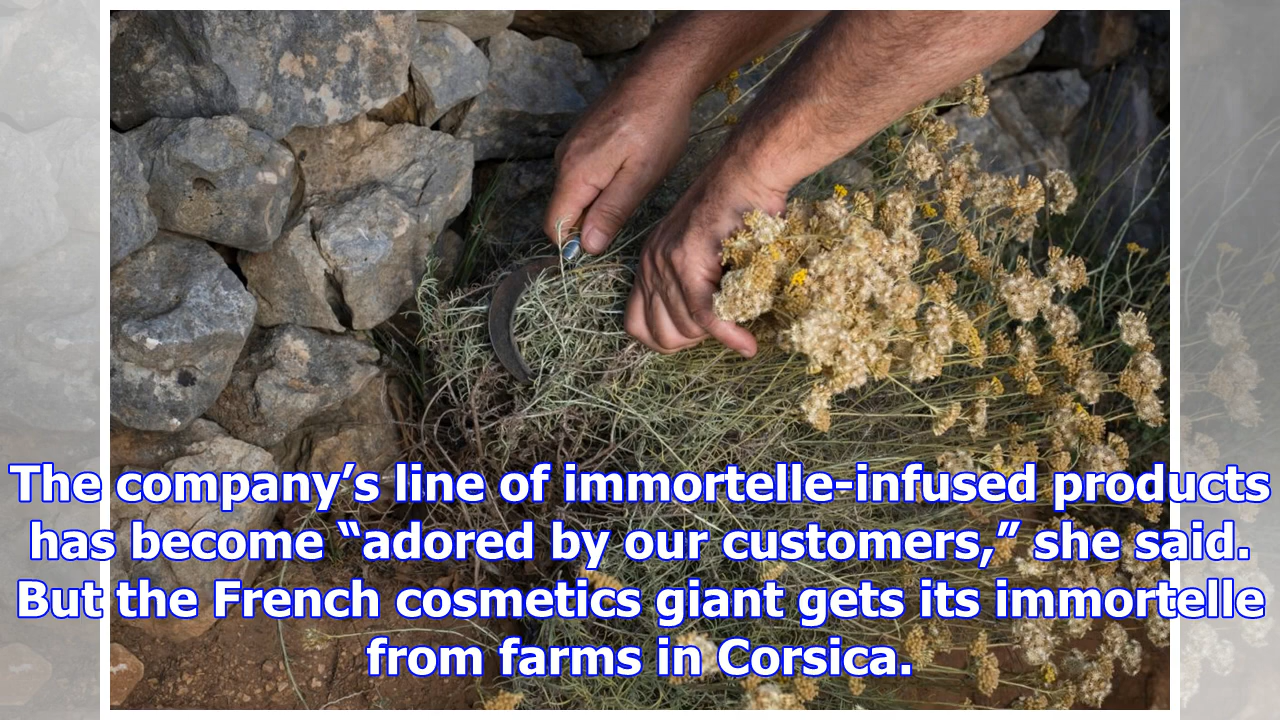 The company’s line of immortelle-infused products
has become “adored by our customers,” she said.
But the French cosmetics giant gets its immortelle
from farms in Corsica.